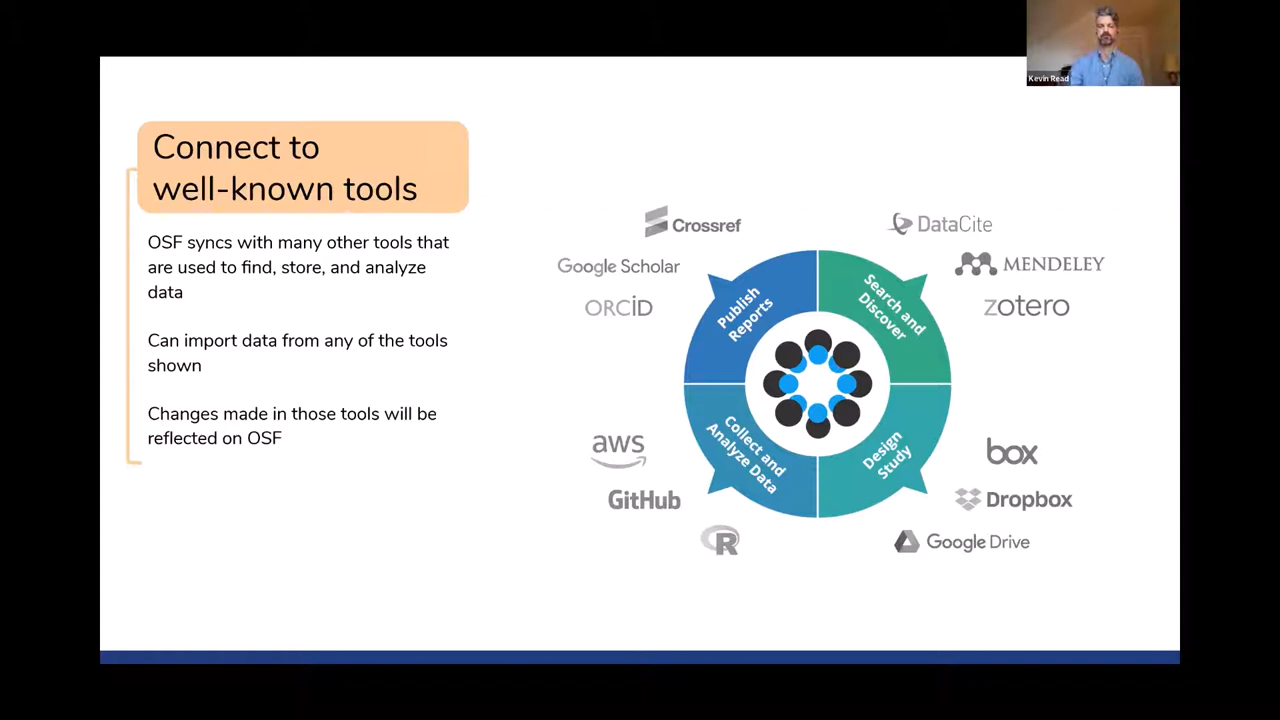 Kevin Read
Connect to
well-known tools
OSF syncs with many other tools that
are used to find, store, and analyze
data
Can import data from any of the tools
shown
Changes made in those tools will be
reflected on OSF
Crossref
Google Scholar
ORCiD
DataCite
MENDELEY
zotero
Publish
Reports
Search and
Discover
Collect and
Analyze Data
Design
Study
aws
GitHub
R
box
Dropbox
Google Drive